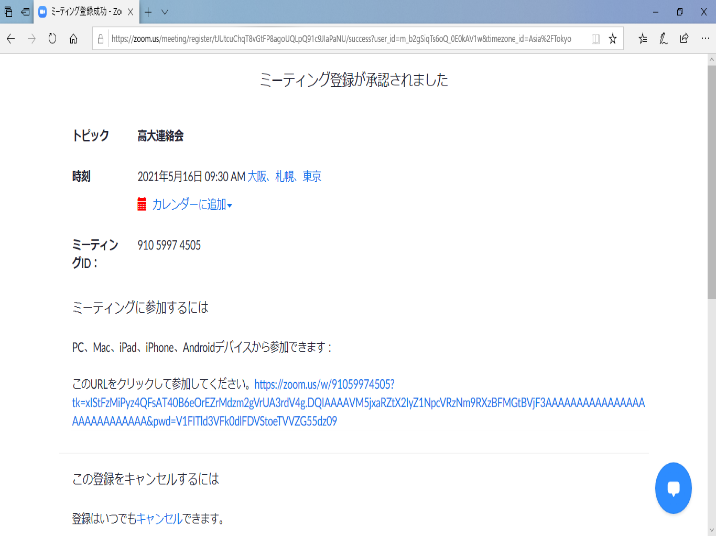 ミーティング登録成功 - Zo
https://zoom.us/meeting/register/UUtcuChqT8vGtFP8agoUQLpQ91c9JIaPaNU/success?user_id=m_b2gSiqTs6oQ_0E0kAV1w&timezone_id=Asia%2FTokyo
ミーティング登録が承認されました
トピック 高大連絡会
時刻 2021年5月16日 09:30 AM 大阪、札幌、東京
カレンダーに追加
ミーティン
グID： 910 5997 4505
ミーティングに参加するには
PC、Mac、iPad、iPhone、Androidデバイスから参加できます：
このURLをクリックして参加してください。https://zoom.us/w/91059974505?
tk=xIStFzMiPyz4QFsAT40B6eOrEZrMdzm2gVrUA3rdV4g.DQIAAAAVM5jxaRZtX2IyZ1NpcVRzNm9RXzBFMGtBVjF3AAAAAAAAAAAAAAAA
AAAAAAAAAAAAA&pwd=V1FITld3VFk0dlFDVStoeTVVZG55dz09
この登録をキャンセルするには
登録はいつでもキャンセルできます。